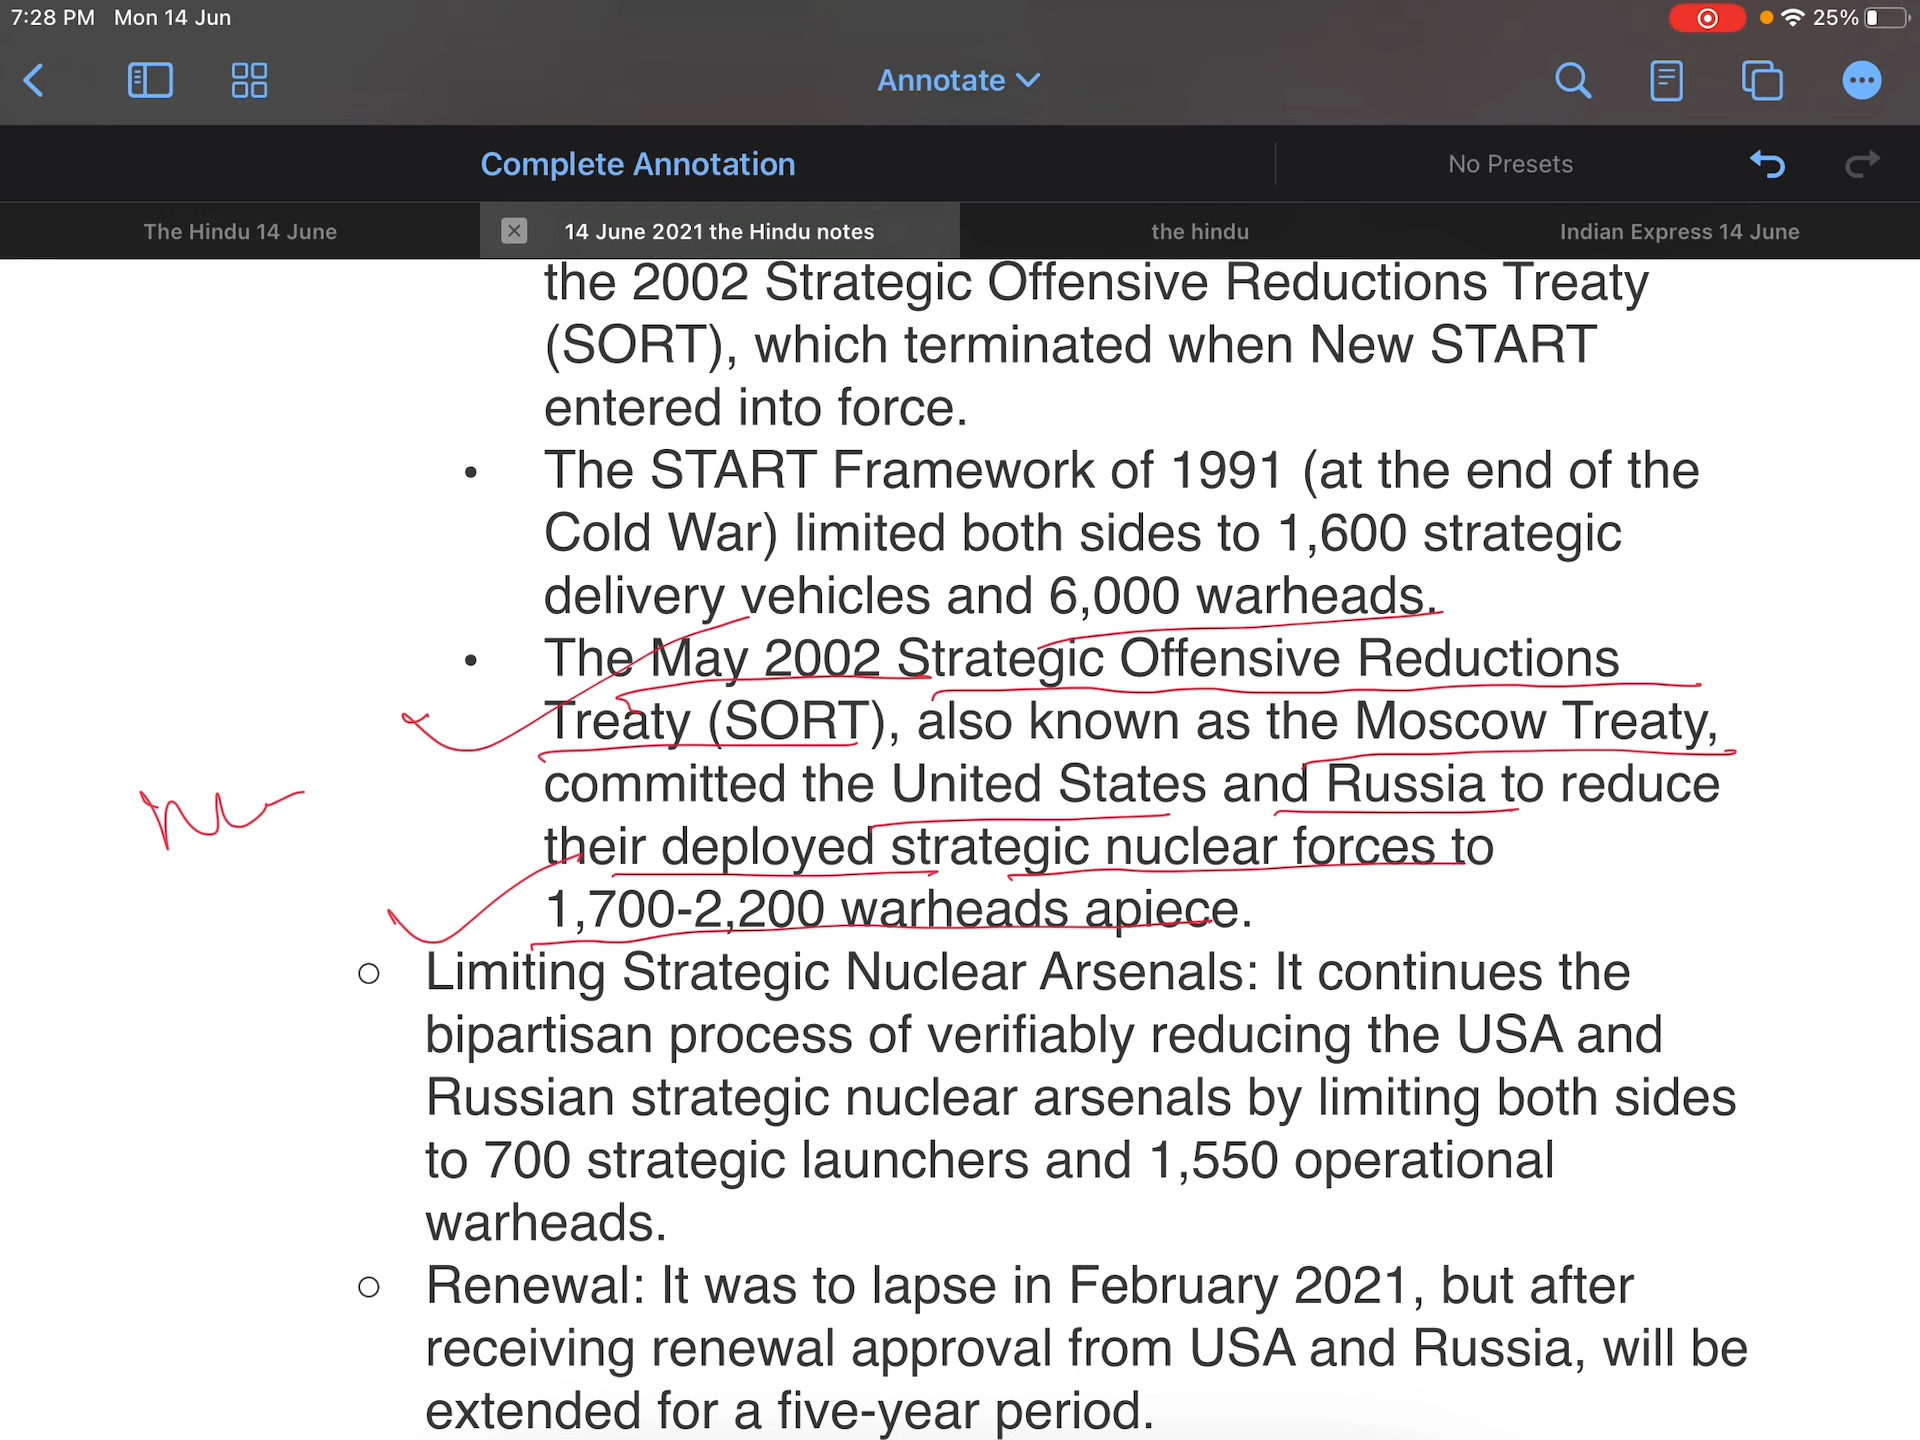 7:28 PM Mon 14 Jun
25%
Annotate
Complete Annotation
No Presets
The Hindu 14 June
14 June 2021 the Hindu notes
the hindu
Indian Express 14 June
the 2002 Strategic Offensive Reductions Treaty
(SORT), which terminated when New START
entered into force.
• The START Framework of 1991 (at the end of the
Cold War) limited both sides to 1,600 strategic
delivery vehicles and 6,000 warheads.
• The May 2002 Strategic Offensive Reductions
Treaty (SORT), also known as the Moscow Treaty,
committed the United States and Russia to reduce
their deployed strategic nuclear forces to
1,700-2,200 warheads apiece.
○ Limiting Strategic Nuclear Arsenals: It continues the
bipartisan process of verifiably reducing the USA and
Russian strategic nuclear arsenals by limiting both sides
to 700 strategic launchers and 1,550 operational
warheads.
○ Renewal: It was to lapse in February 2021, but after
receiving renewal approval from USA and Russia, will be
extended for a five-year period.